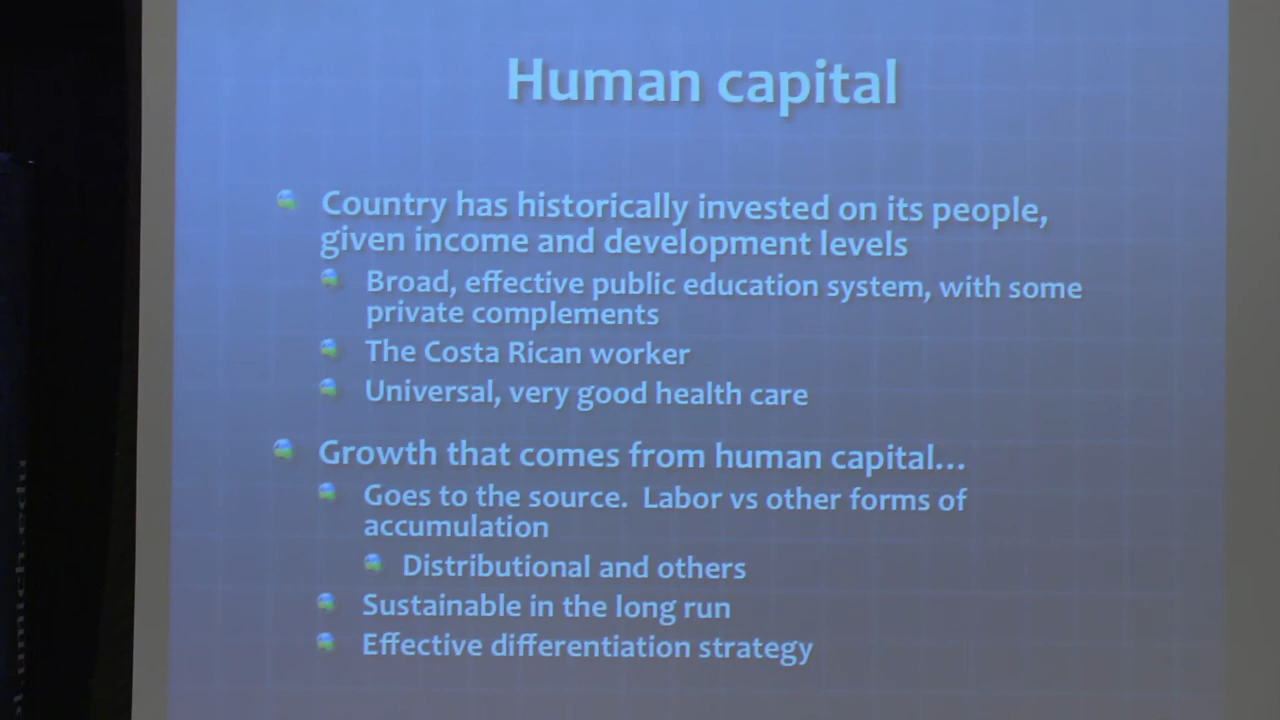 Human capital
Country has historically invested on its people,
given income and development levels
Broad, effective public education system, with some
private complements
The Costa Rican worker
Universal, very good health care
Growth that comes from human capital...
Goes to the source. Labor vs other forms of
accumulation
Distributional and others
Sustainable in the long run
Effective differentiation strategy
umich.edu